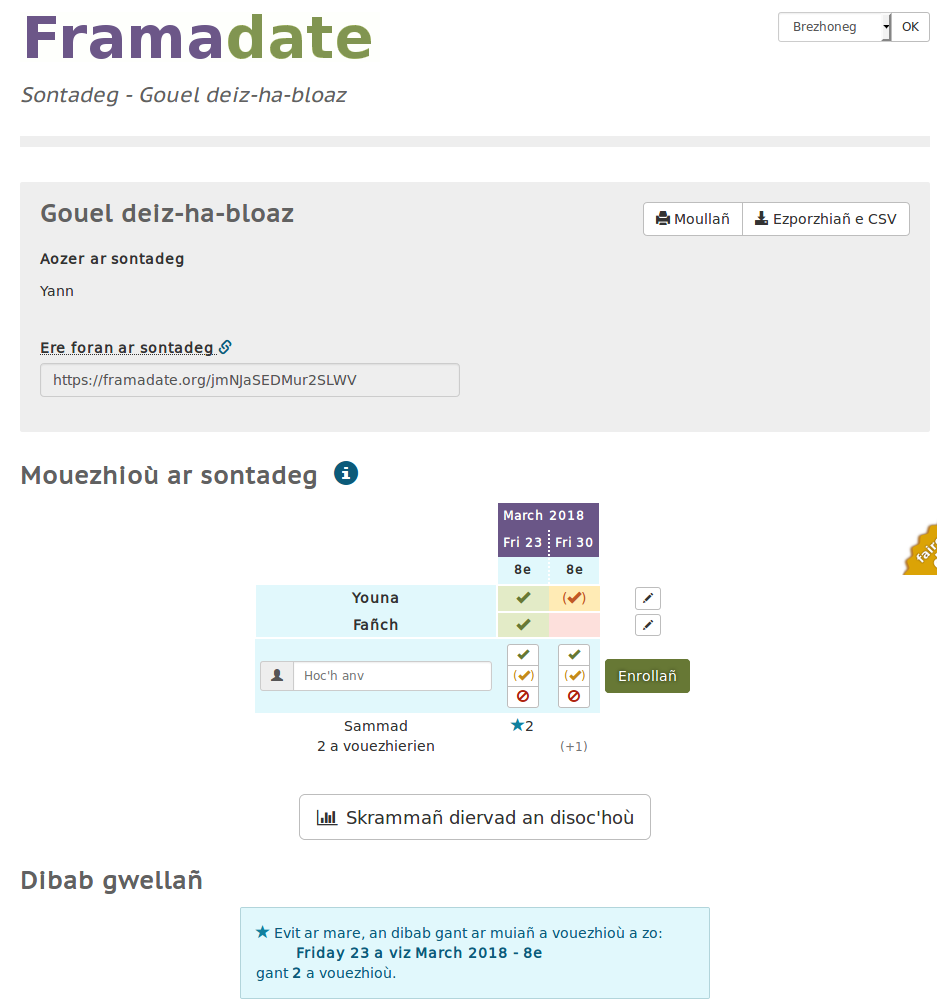 Framadate
Brezhoneg OK
Sontadeg - Gouel deiz-ha-bloaz
Gouel deiz-ha-bloaz
Moullañ Ezporzhiañ e CSV
Aozer ar sontadeg
Yann
Ere foran ar sontadeg
https://framadate.org/jmNJaSEDMur2SLWV
Mouezhioù ar sontadeg
March 2018
Fri 23 Fri 30
8e 8e
Youna
Fañch
Hoc'h anv
Enrollañ
Sammad 2
2 a vouezhierien (+1)
Skrammañ diervad an disoc'hoù
Dibab gwellañ
Evit ar mare, an dibab gant ar muiañ a vouezhioù a zo:
Friday 23 a viz March 2018 - 8e
gant 2 a vouezhioù.